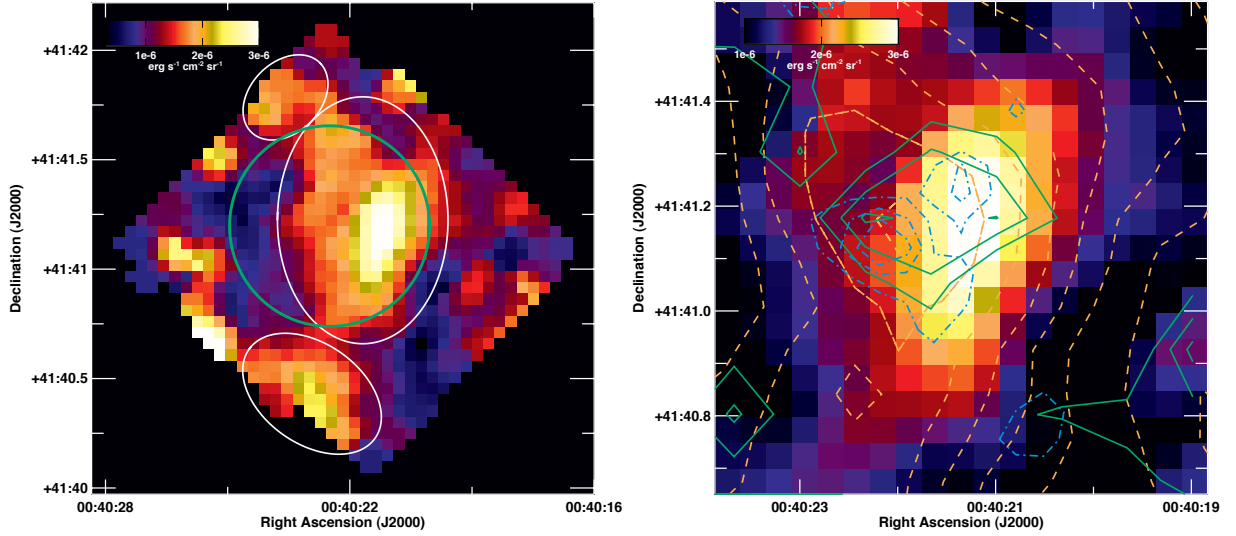 1e-6 2e-6 3e-6
erg s⁻¹ cm⁻² sr⁻¹
+41:42
+41:41.5
+41:41
+41:40.5
+41:40
Declination (J2000)
00:40:28 00:40:22 00:40:16
Right Ascension (J2000)
1e-6 2e-6 3e-6
erg s⁻¹ cm⁻² sr⁻¹
+41:41.4
+41:41.2
+41:41.0
+41:40.8
Declination (J2000)
00:40:23 00:40:21 00:40:19
Right Ascension (J2000)